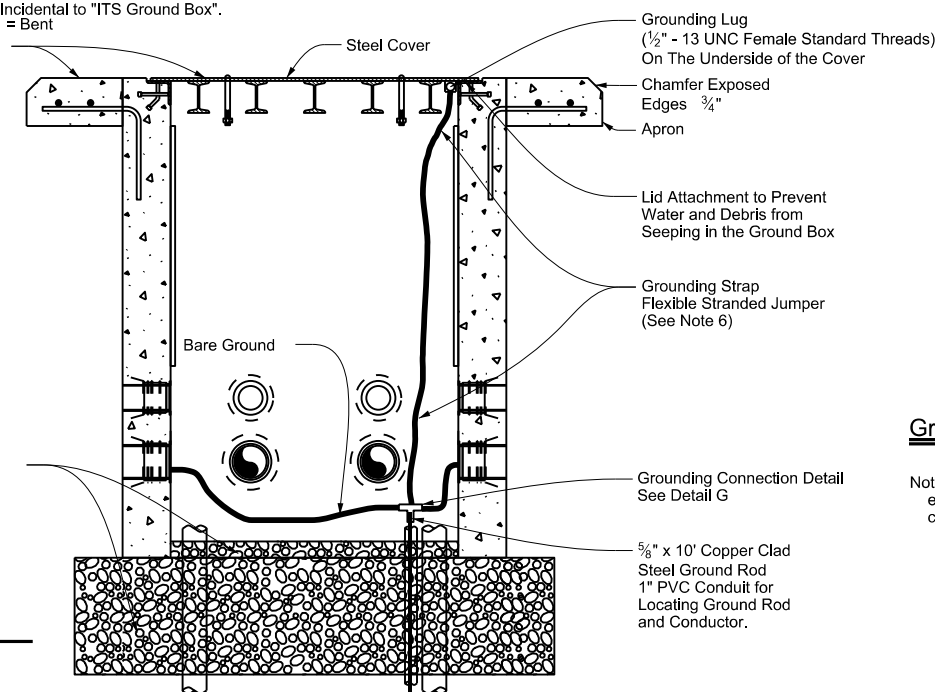 Incidental to "ITS Ground Box".
= Bent
Steel Cover
Grounding Lug
(½" - 13 UNC Female Standard Threads)
On The Underside of the Cover
Chamfer Exposed
Edges ¾"
Apron
Lid Attachment to Prevent
Water and Debris from
Seeping in the Ground Box
Grounding Strap
Flexible Stranded Jumper
(See Note 6)
Bare Ground
Grounding Connection Detail
See Detail G
⅝" x 10' Copper Clad
Steel Ground Rod
1" PVC Conduit for
Locating Ground Rod
and Conductor.